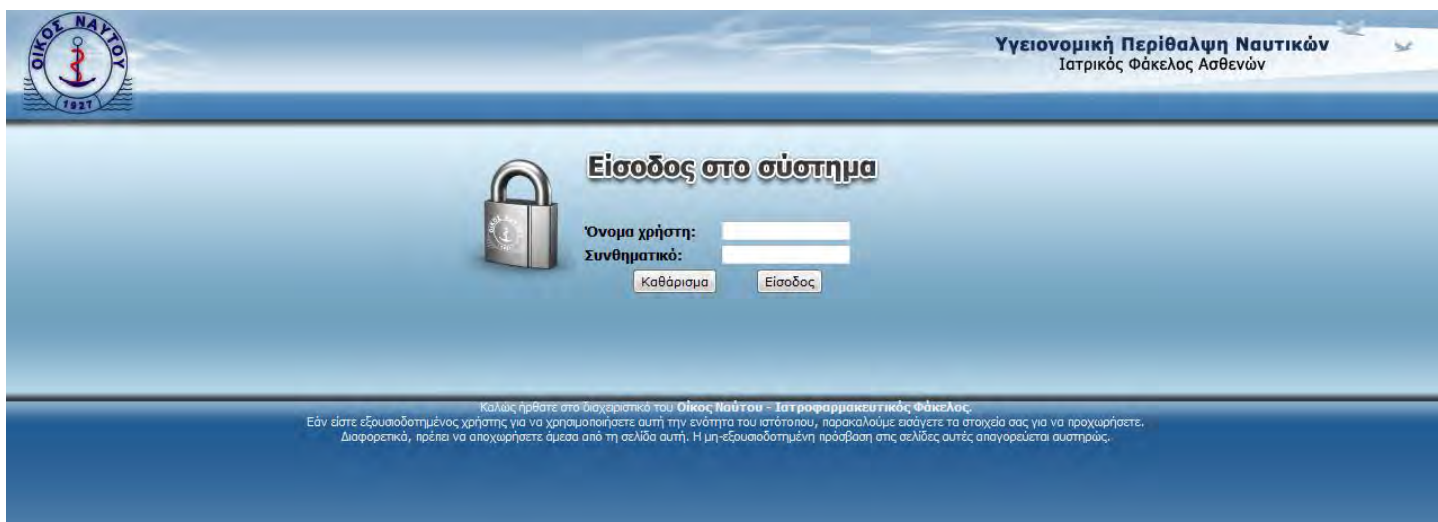 ΟΙΚΟΣ ΝΑΥΤΟΥ
1927
Υγειονομική Περίθαλψη Ναυτικών
Ιατρικός Φάκελος Ασθενών
Είσοδος στο σύστημα
Όνομα χρήστη:
Συνθηματικό:
Καθάρισμα Είσοδος
Καλώς ήρθατε στο διαχειριστικό του Οίκος Ναύτου - Ιατροφαρμακευτικός Φάκελος.
Εάν είστε εξουσιοδοτημένος χρήστης για να χρησιμοποιήσετε αυτή την ενότητα του ιστότοπου, παρακαλούμε εισάγετε τα στοιχεία σας για να προχωρήσετε.
Διαφορετικά, πρέπει να αποχωρήσετε άμεσα από τη σελίδα αυτή. Η μη-εξουσιοδοτημένη πρόσβαση στις σελίδες αυτές απαγορεύεται αυστηρώς.